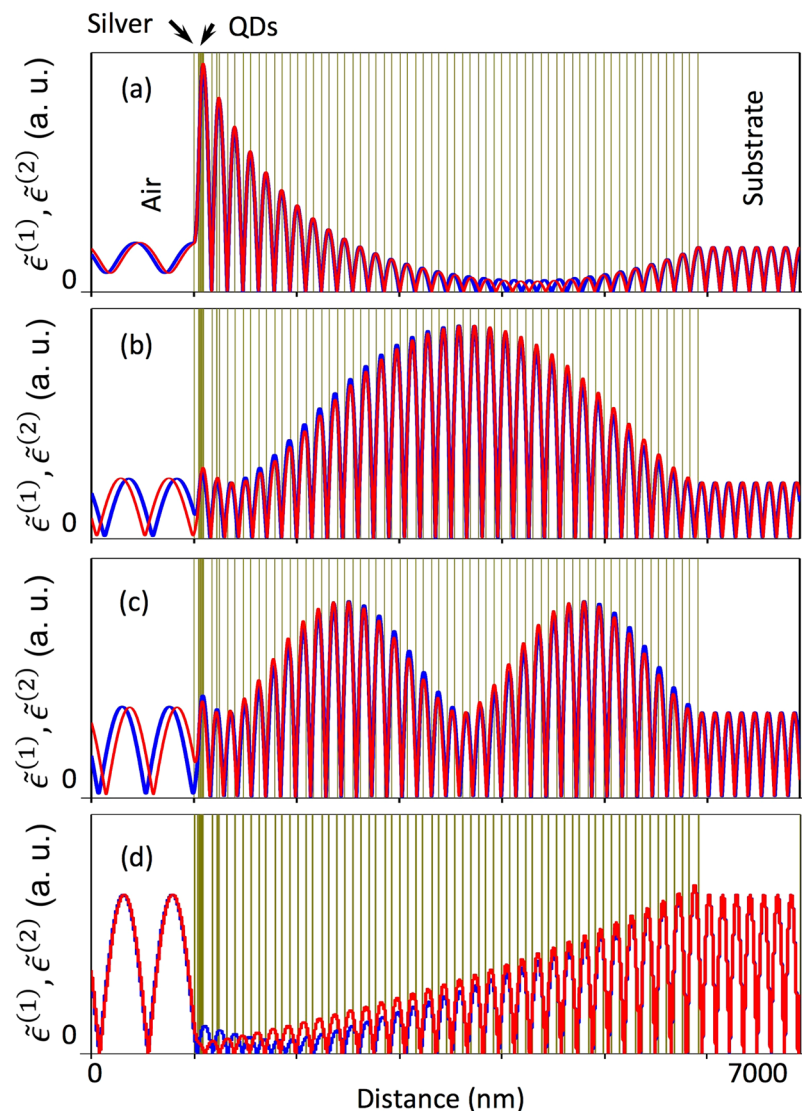 Silver QDs
(a)
ε̃⁽¹⁾, ε̃⁽²⁾ (a. u.)
Air
Substrate
0
(b)
ε̃⁽¹⁾, ε̃⁽²⁾ (a. u.)
0
(c)
ε̃⁽¹⁾, ε̃⁽²⁾ (a. u.)
0
(d)
ε̃⁽¹⁾, ε̃⁽²⁾ (a. u.)
0
0 7000
Distance (nm)